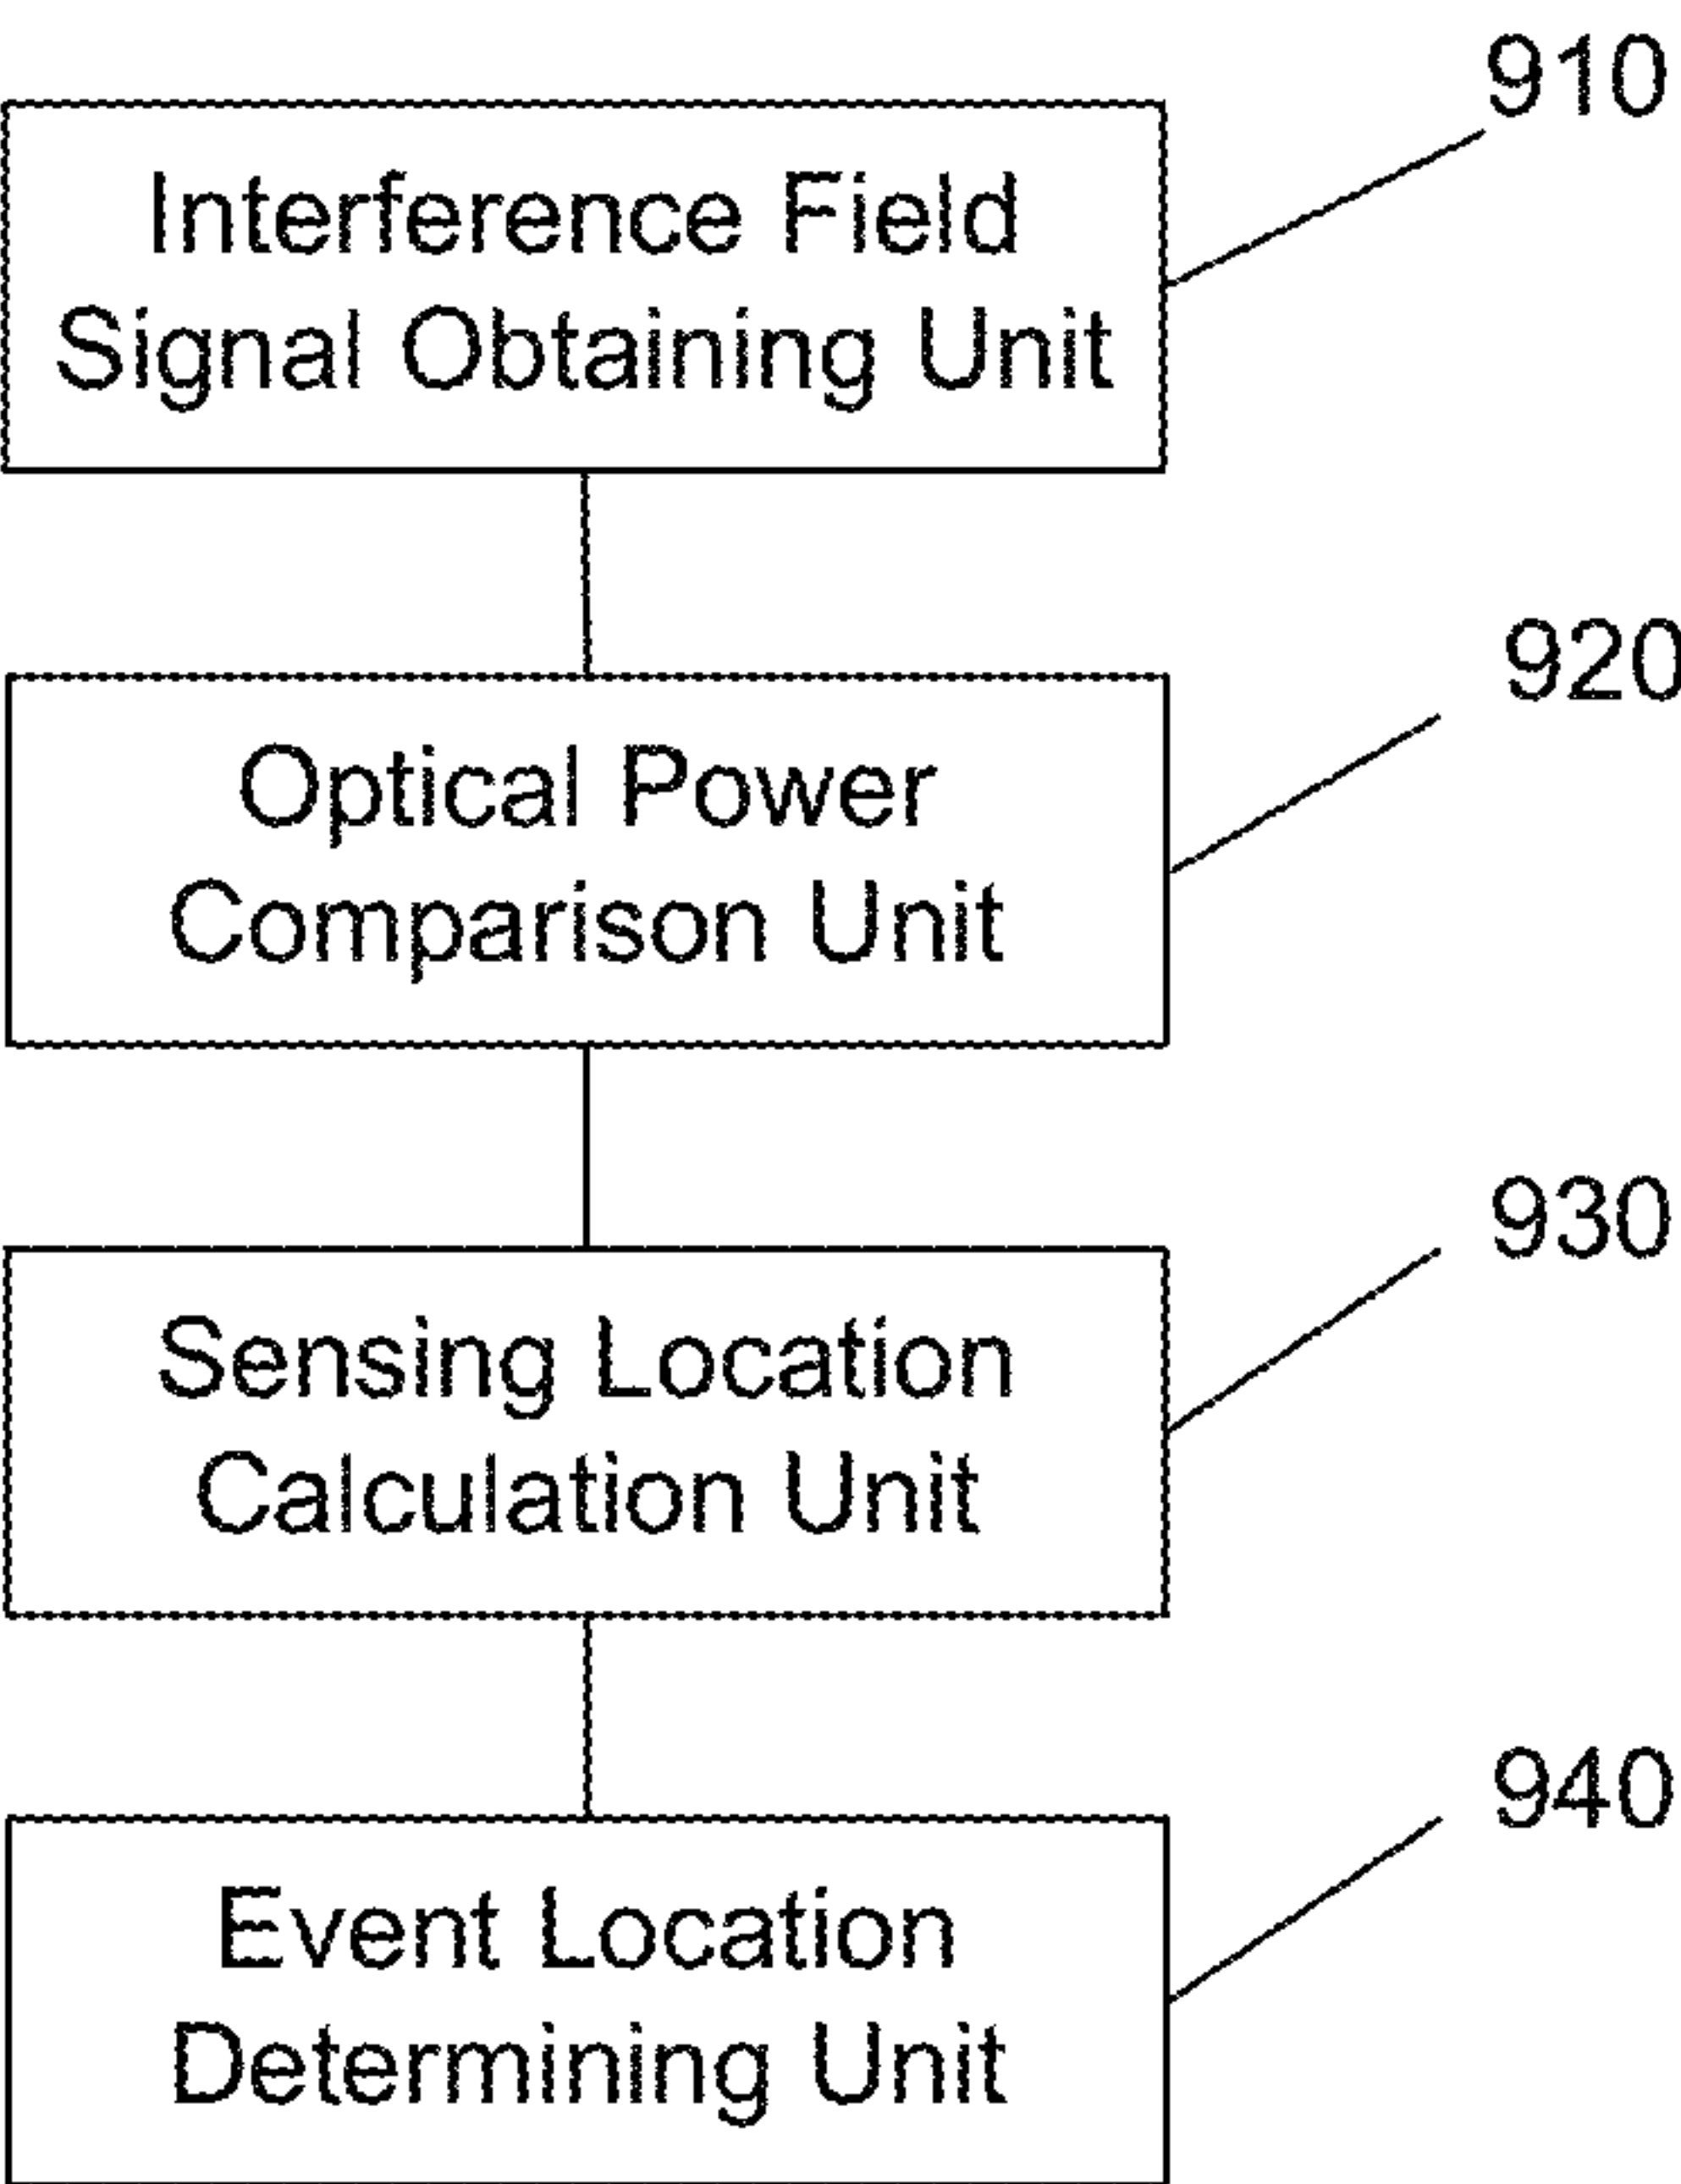 910
Interference Field
Signal Obtaining Unit
920
Optical Power
Comparison Unit
930
Sensing Location
Calculation Unit
940
Event Location
Determining Unit